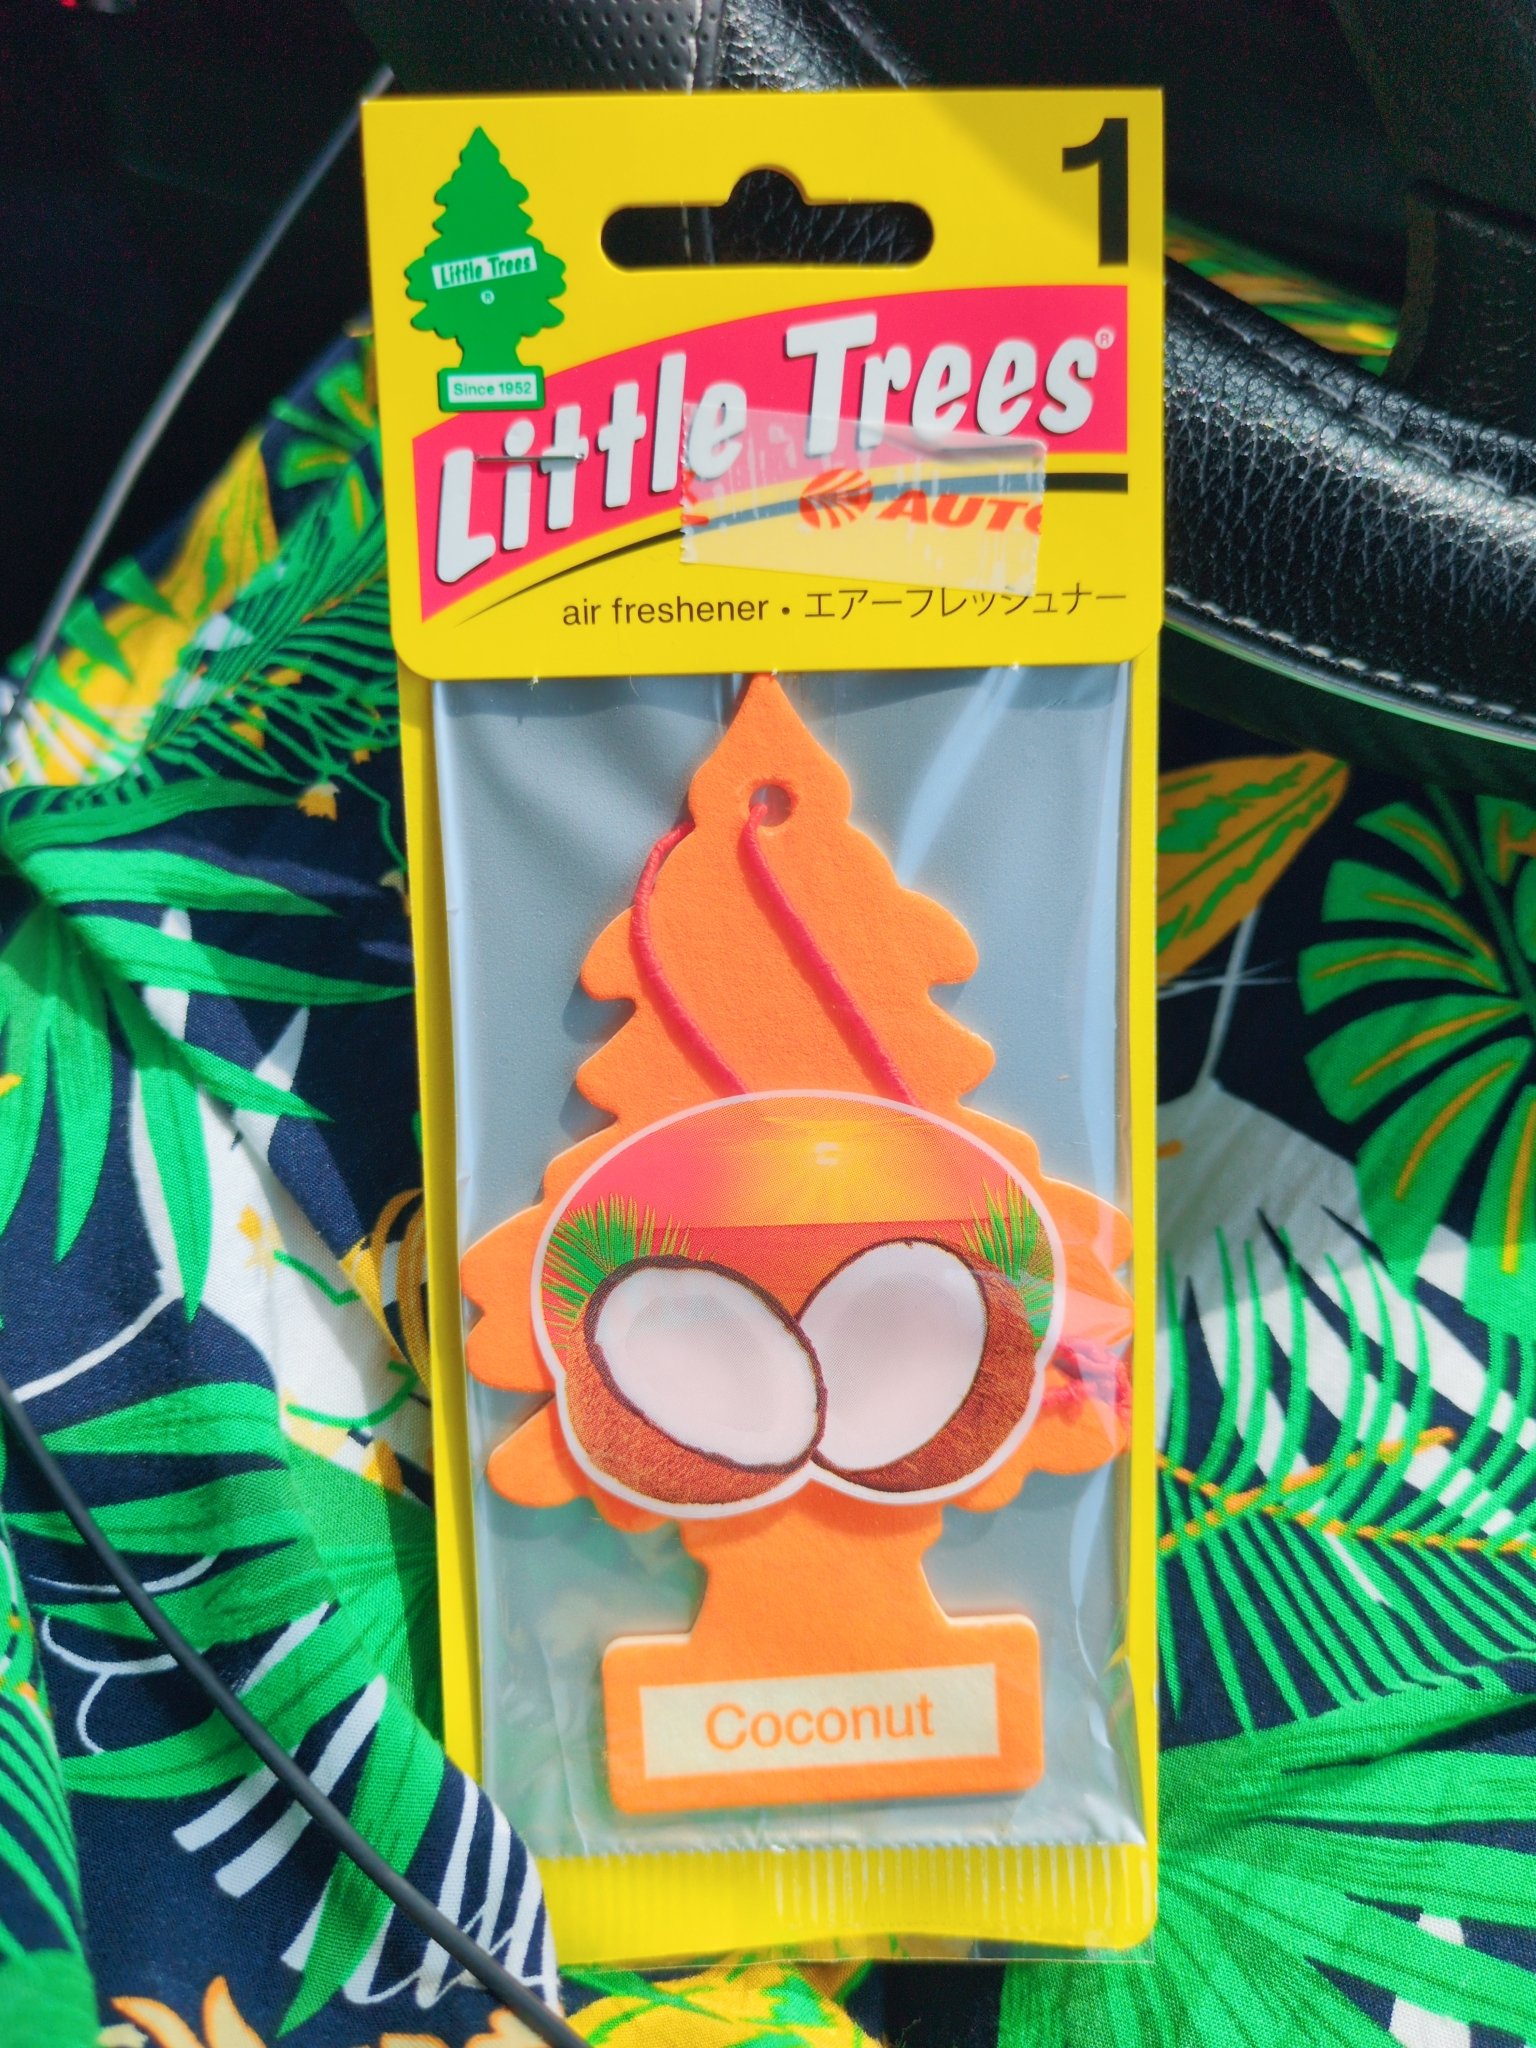 1
Little Trees
®
Since 1952
Little Trees®
AUTO
air freshener • エアーフレッシュナー
Coconut